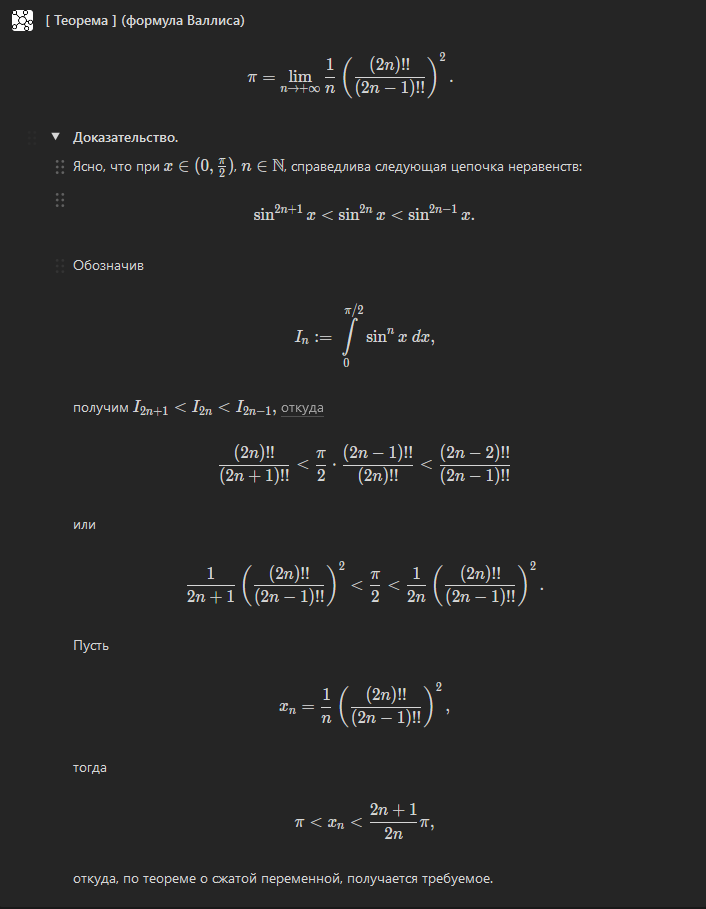 [ Теорема ] (формула Валлиса)
$$\pi = \lim_{n \to +\infty} \frac{1}{n} \left( \frac{(2n)!!}{(2n-1)!!} \right)^2.$$
Доказательство.
Ясно, что при $x \in (0, \frac{\pi}{2})$, $n \in \mathbb{N}$, справедлива следующая цепочка неравенств:
$$\sin^{2n+1} x < \sin^{2n} x < \sin^{2n-1} x.$$
Обозначив
$$I_n := \int\limits_0^{\pi/2} \sin^n x \, dx,$$
получим $I_{2n+1} < I_{2n} < I_{2n-1}$, откуда
$$\frac{(2n)!!}{(2n+1)!!} < \frac{\pi}{2} \cdot \frac{(2n-1)!!}{(2n)!!} < \frac{(2n-2)!!}{(2n-1)!!}$$
или
$$\frac{1}{2n+1} \left( \frac{(2n)!!}{(2n-1)!!} \right)^2 < \frac{\pi}{2} < \frac{1}{2n} \left( \frac{(2n)!!}{(2n-1)!!} \right)^2.$$
Пусть
$$x_n = \frac{1}{n} \left( \frac{(2n)!!}{(2n-1)!!} \right)^2,$$
тогда
$$\pi < x_n < \frac{2n+1}{2n} \pi,$$
откуда, по теореме о сжатой переменной, получается требуемое.